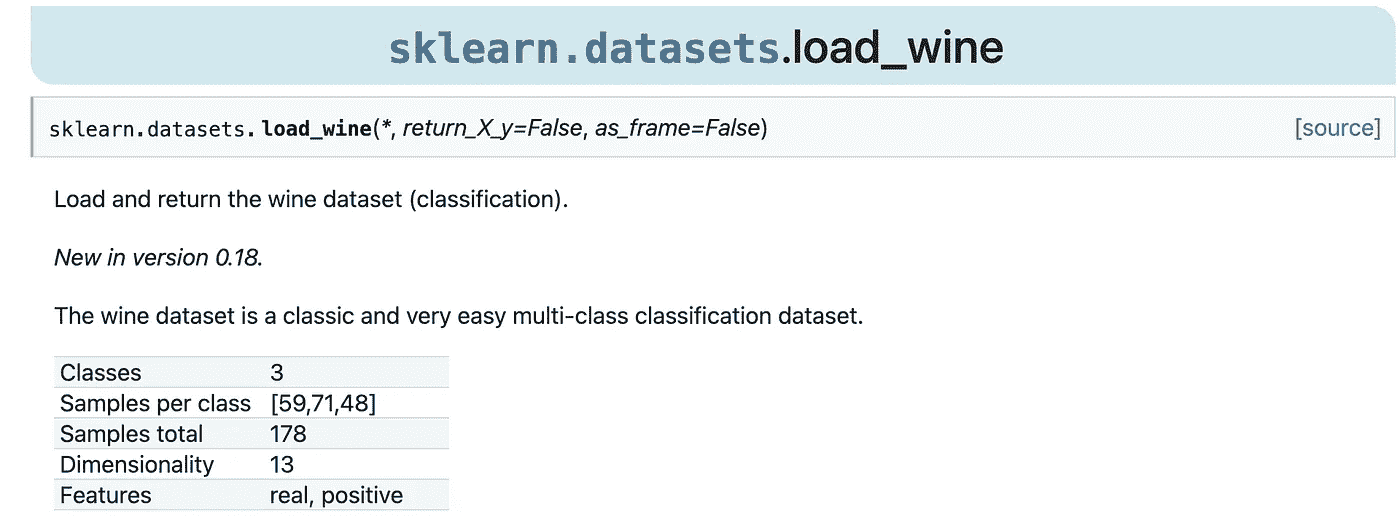 sklearn.datasets.load_wine
sklearn.datasets.load_wine(*, return_X_y=False, as_frame=False) [source]
Load and return the wine dataset (classification).
New in version 0.18.
The wine dataset is a classic and very easy multi-class classification dataset.
Classes 3
Samples per class [59,71,48]
Samples total 178
Dimensionality 13
Features real, positive